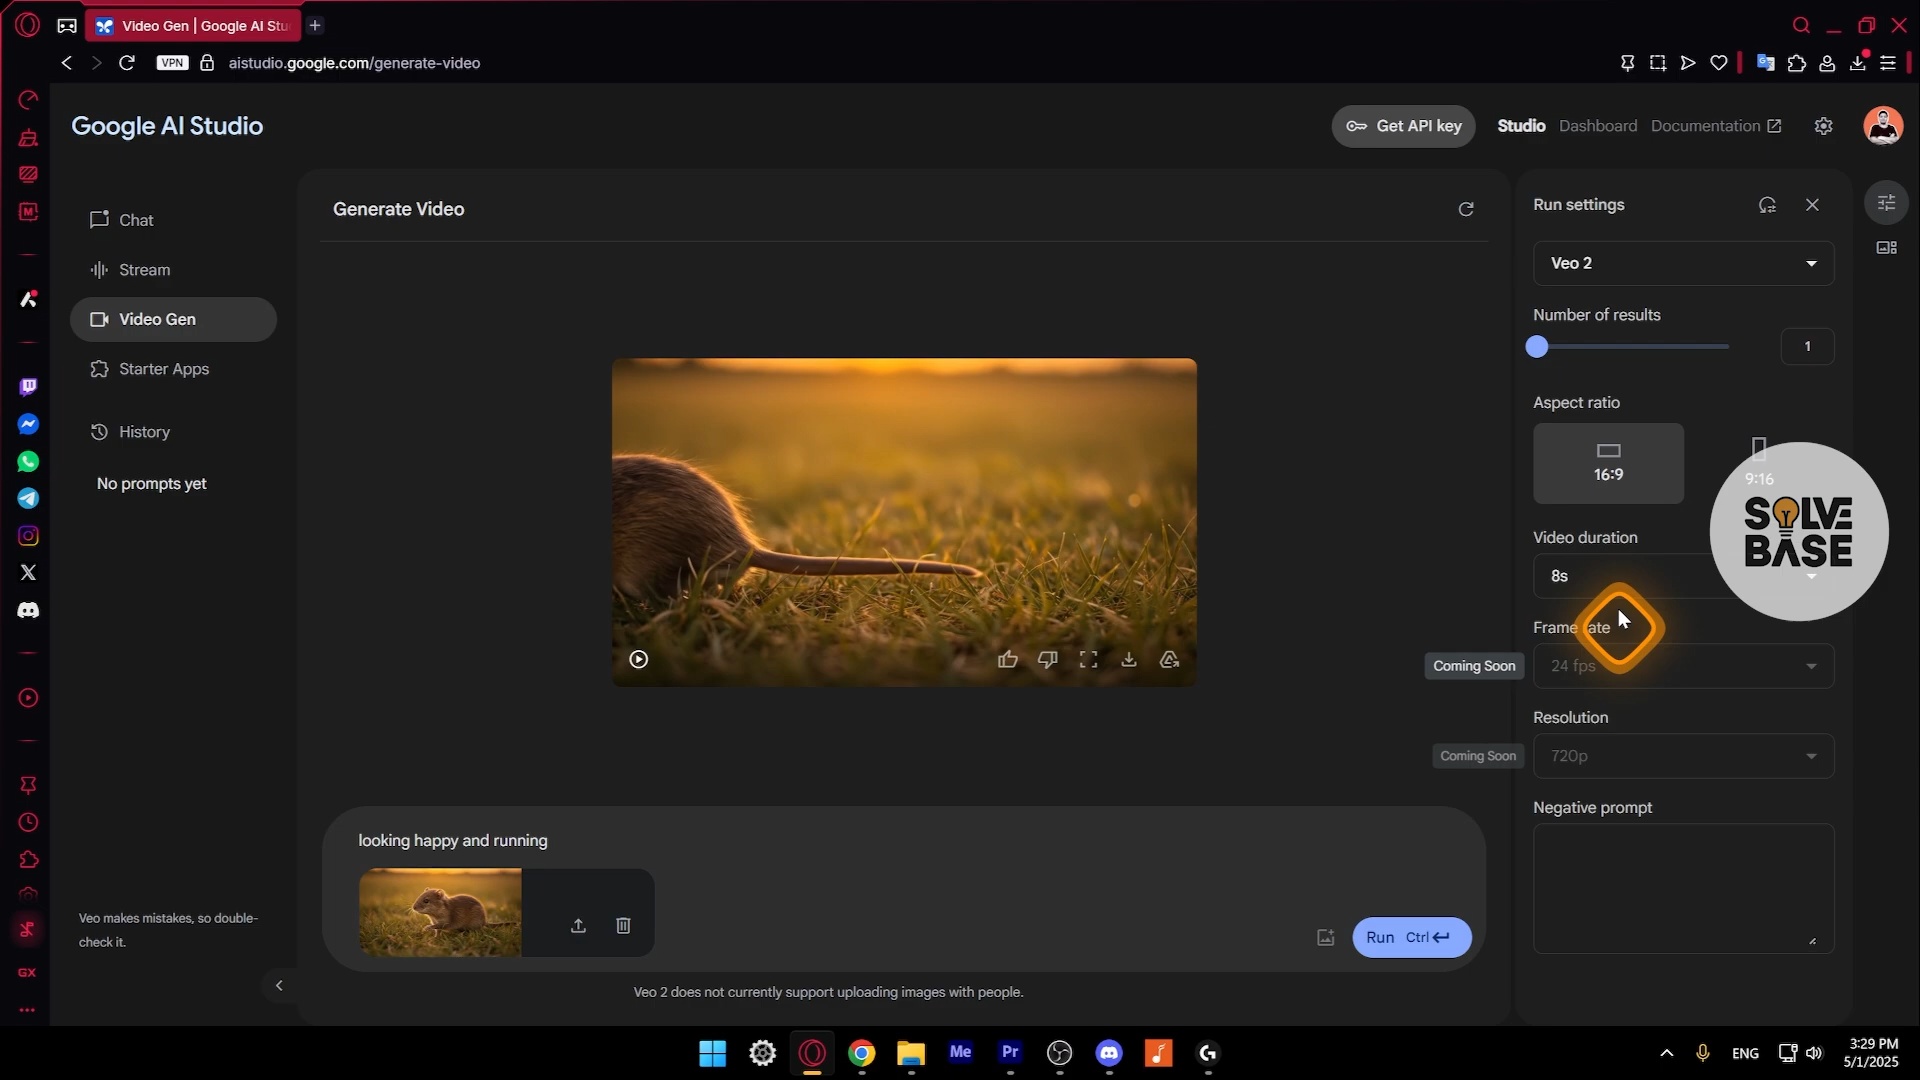 Video Gen | Google AI Stu
VPN
aistudio.google.com/generate-video
Google AI Studio
Get API key
Studio
Dashboard
Documentation
Chat
Stream
Video Gen
Starter Apps
History
No prompts yet
Veo makes mistakes, so double-
check it.
Generate Video
looking happy and running
Run Ctrl
Veo 2 does not currently support uploading images with people.
Run settings
Veo 2
Number of results
1
Aspect ratio
16:9
9:16
SOLVE
BASE
Video duration
8s
Frame rate
Coming Soon
24 fps
Resolution
Coming Soon
720p
Negative prompt
GX
Me
Pr
ENG
3:29 PM
5/1/2025